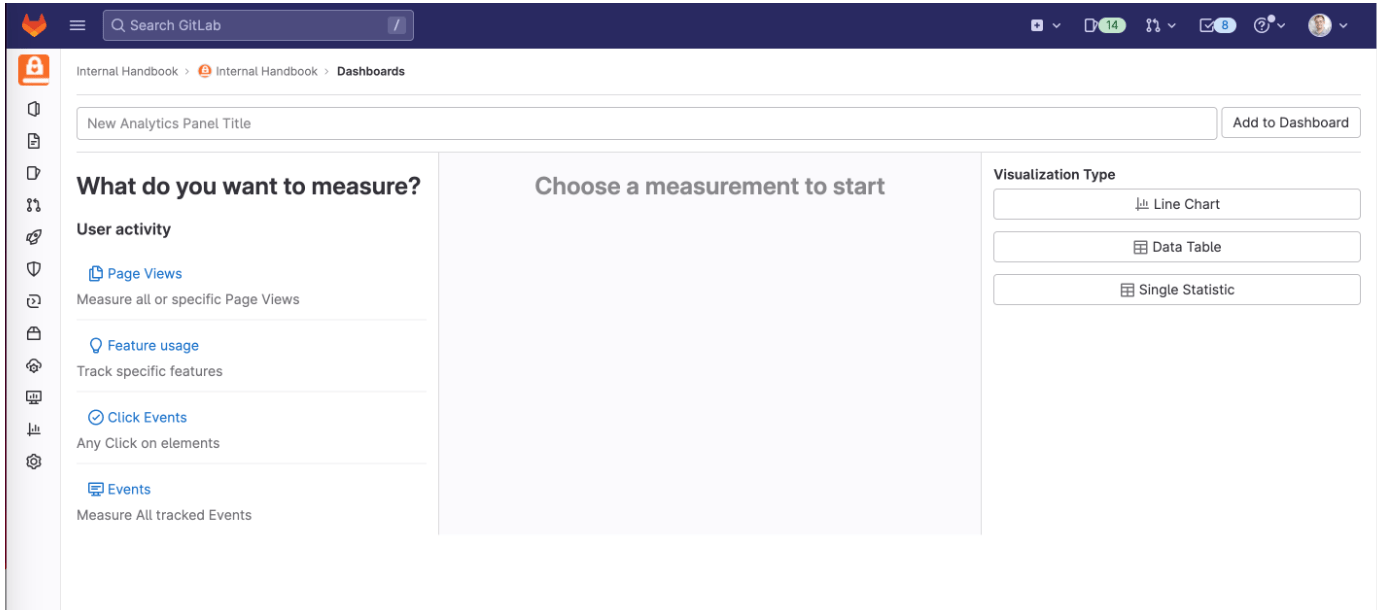 Search GitLab /
14
8
Internal Handbook > Internal Handbook > Dashboards
New Analytics Panel Title
Add to Dashboard
What do you want to measure?
User activity
Page Views
Measure all or specific Page Views
Feature usage
Track specific features
Click Events
Any Click on elements
Events
Measure All tracked Events
Choose a measurement to start
Visualization Type
Line Chart
Data Table
Single Statistic